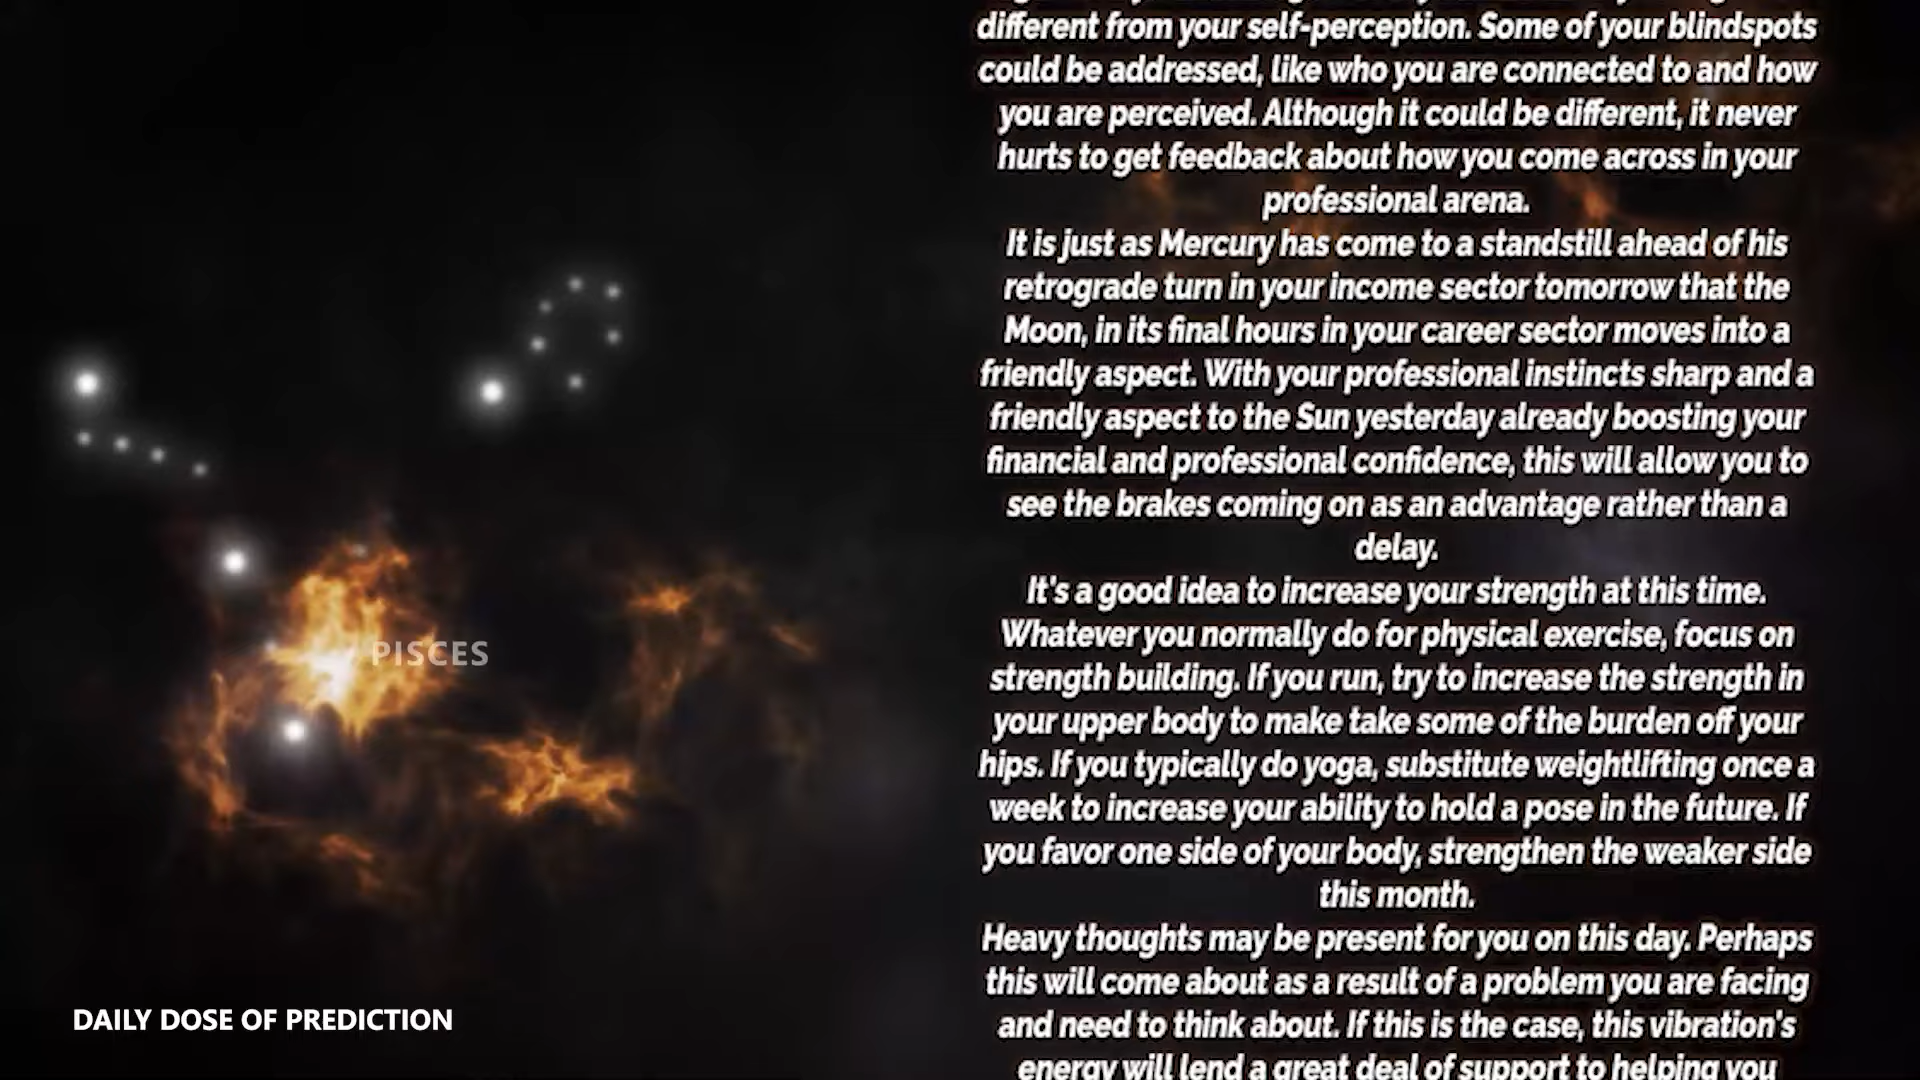 different from your self-perception. Some of your blindspots
could be addressed, like who you are connected to and how
you are perceived. Although it could be different, it never
hurts to get feedback about how you come across in your
professional arena.
It is just as Mercury has come to a standstill ahead of his
retrograde turn in your income sector tomorrow that the
Moon, in its final hours in your career sector moves into a
friendly aspect. With your professional instincts sharp and a
friendly aspect to the Sun yesterday already boosting your
financial and professional confidence, this will allow you to
see the brakes coming on as an advantage rather than a
delay.
It's a good idea to increase your strength at this time.
Whatever you normally do for physical exercise, focus on
strength building. If you run, try to increase the strength in
your upper body to make take some of the burden off your
hips. If you typically do yoga, substitute weightlifting once a
week to increase your ability to hold a pose in the future. If
you favor one side of your body, strengthen the weaker side
this month.
Heavy thoughts may be present for you on this day. Perhaps
this will come about as a result of a problem you are facing
and need to think about. If this is the case, this vibration's
energy will lend a great deal of support to helping you
PISCES
DAILY DOSE OF PREDICTION